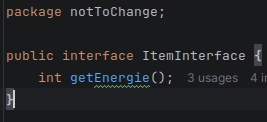 package notToChange;
public interface ItemInterface {
int getEnergie(); 3 usages 4 in
}